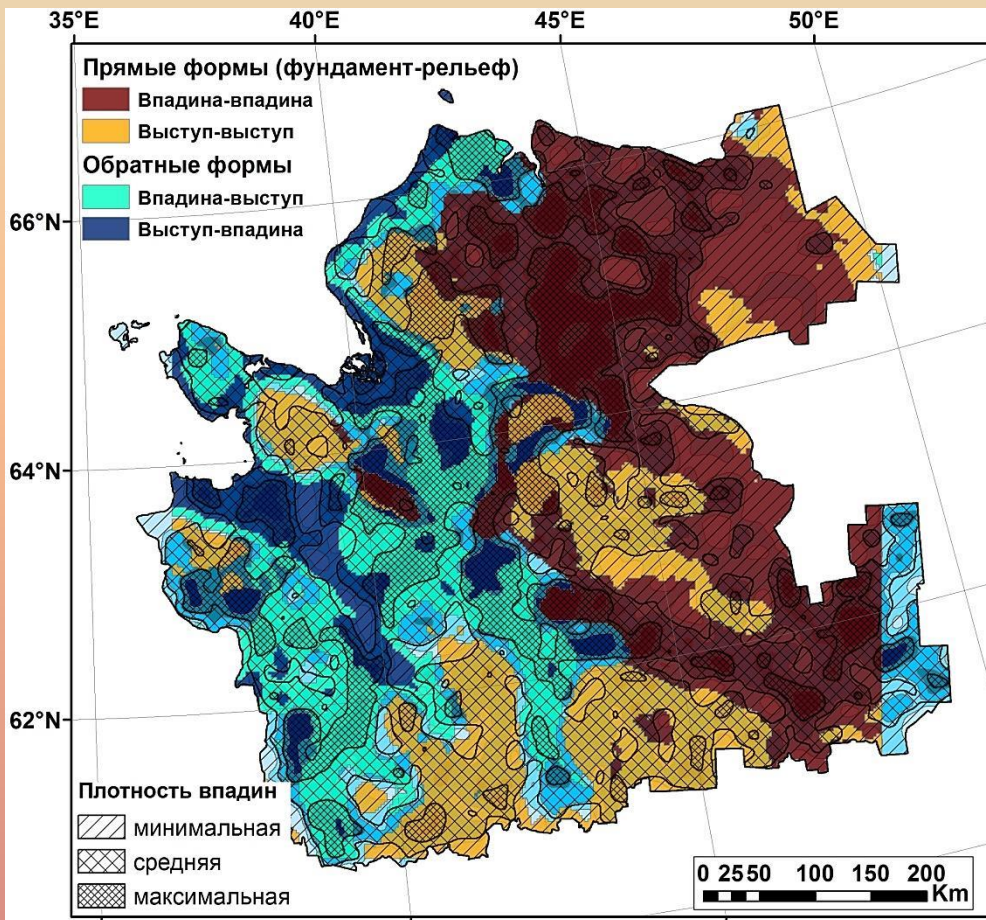 35°E 40°E 45°E 50°E
Прямые формы (фундамент-рельеф)
Впадина-впадина
Выступ-выступ
Обратные формы
Впадина-выступ
Выступ-впадина
66°N
64°N
62°N
Плотность впадин
минимальная
средняя
максимальная
0 25 50 100 150 200
Km